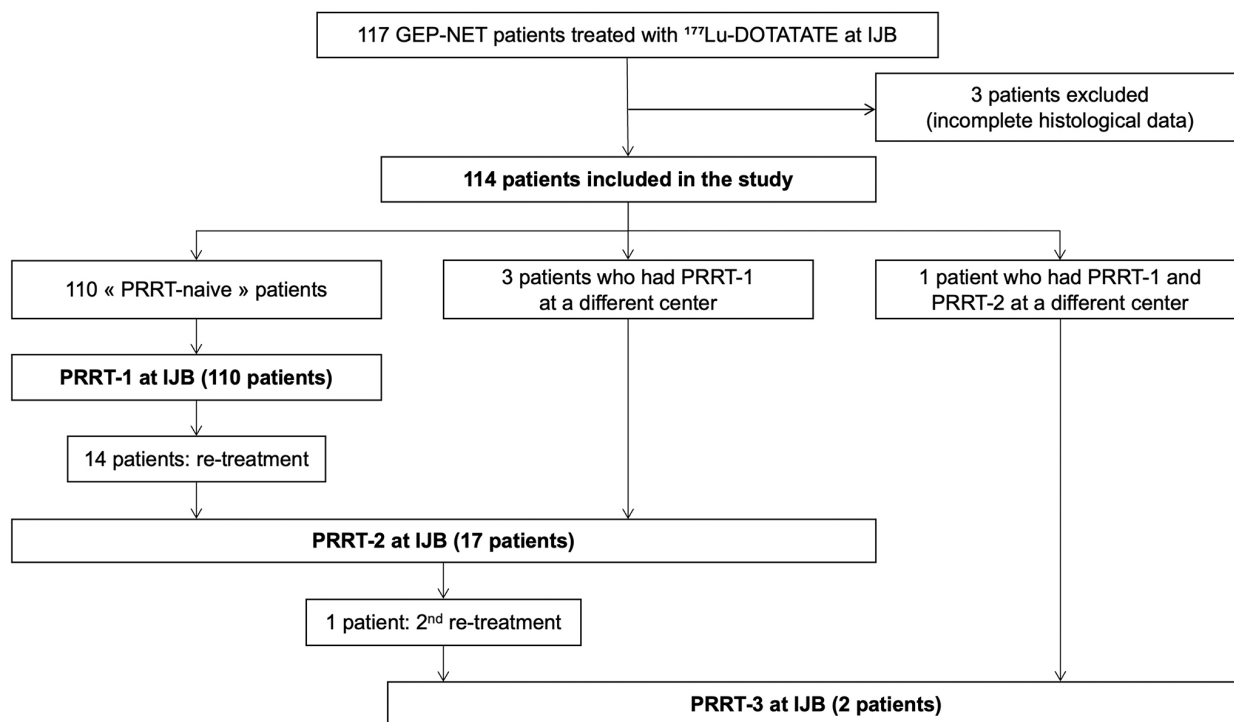 117 GEP-NET patients treated with ¹⁷⁷Lu-DOTATATE at IJB
3 patients excluded
(incomplete histological data)
114 patients included in the study
110 « PRRT-naive » patients
3 patients who had PRRT-1
at a different center
1 patient who had PRRT-1 and
PRRT-2 at a different center
PRRT-1 at IJB (110 patients)
14 patients: re-treatment
PRRT-2 at IJB (17 patients)
1 patient: 2ⁿᵈ re-treatment
PRRT-3 at IJB (2 patients)